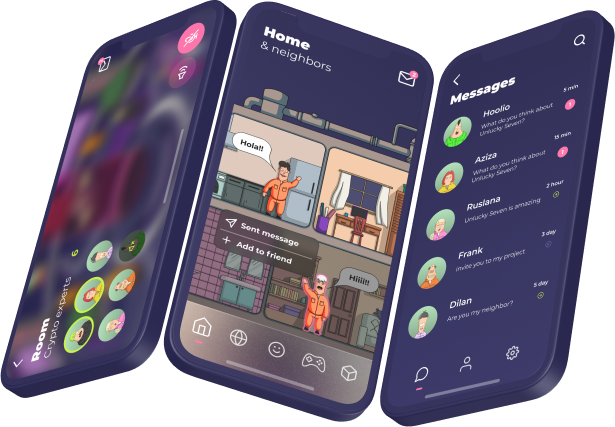 Room
Crypto experts
6
Home
& neighbors
Hola!!
Sent message
Add to friend
Hiiii!!
Messages
Hoolio
5 min
What do you think about
Unlucky Seven?
1
Aziza
15 min
What do you think about
Unlucky Seven?
1
Ruslana
2 hour
Unlucky Seven is amazing
Frank
3 day
invite you to my project
Dilan
5 day
Are you my neighbor?